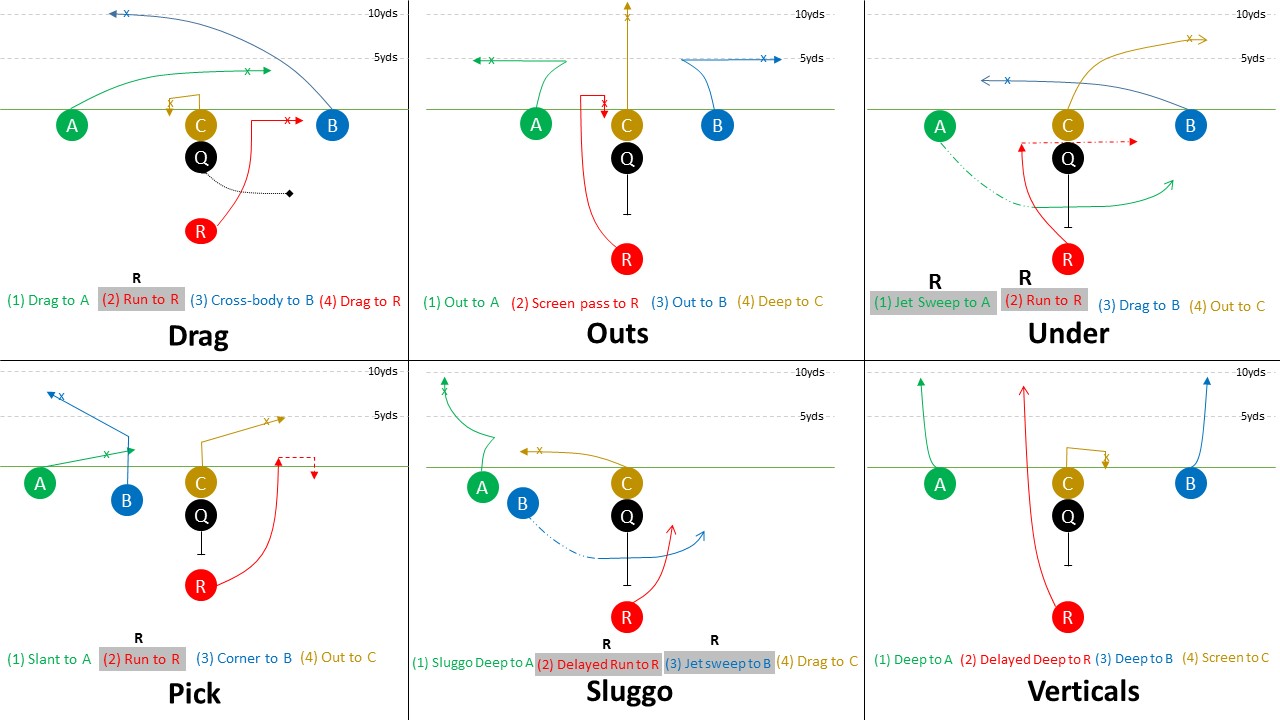 10yds
x
5yds
x
x
x
A
C
B
Q
R
R
(1) Drag to A
(2) Run to R
(3) Cross-body to B
(4) Drag to R
Drag
10yds
x
5yds
x
x
x
A
C
B
Q
R
(1) Out to A
(2) Screen pass to R
(3) Out to B
(4) Deep to C
Outs
10yds
x
5yds
x
A
C
B
Q
R
R
R
(1) Jet Sweep to A
(2) Run to R
(3) Drag to B
(4) Out to C
Under
10yds
x
5yds
x
x
A
B
C
Q
R
R
(1) Slant to A
(2) Run to R
(3) Corner to B
(4) Out to C
Pick
10yds
x
5yds
x
A
B
C
Q
R
R
R
(1) Sluggo Deep to A
(2) Delayed Run to R
(3) Jet sweep to B
(4) Drag to C
Sluggo
10yds
5yds
x
A
C
B
Q
R
(1) Deep to A
(2) Delayed Deep to R
(3) Deep to B
(4) Screen to C
Verticals